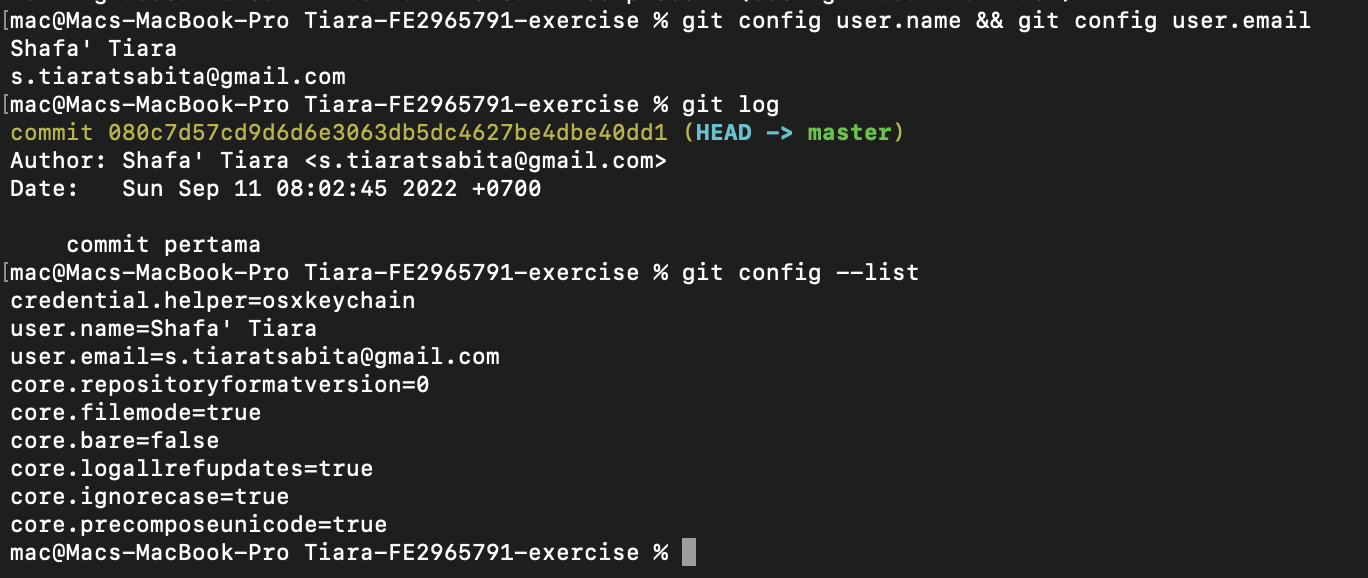 [mac@Macs-MacBook-Pro Tiara-FE2965791-exercise % git config user.name && git config user.email
Shafa' Tiara
s.tiaratsabita@gmail.com
[mac@Macs-MacBook-Pro Tiara-FE2965791-exercise % git log
commit 080c7d57cd9d6d6e3063db5dc4627be4dbe40dd1 (HEAD -> master)
Author: Shafa' Tiara <s.tiaratsabita@gmail.com>
Date:   Sun Sep 11 08:02:45 2022 +0700
    commit pertama
[mac@Macs-MacBook-Pro Tiara-FE2965791-exercise % git config --list
credential.helper=osxkeychain
user.name=Shafa' Tiara
user.email=s.tiaratsabita@gmail.com
core.repositoryformatversion=0
core.filemode=true
core.bare=false
core.logallrefupdates=true
core.ignorecase=true
core.precomposeunicode=true
mac@Macs-MacBook-Pro Tiara-FE2965791-exercise %